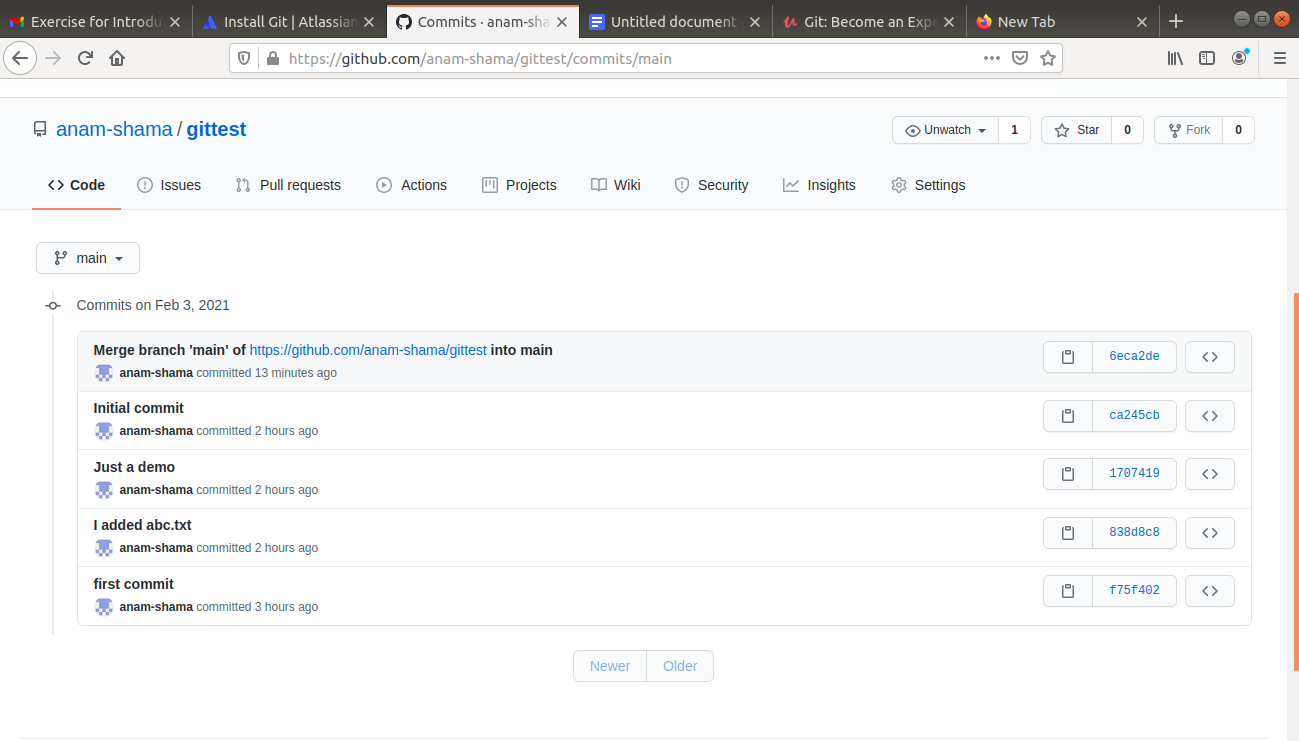 Exercise for Introdu
Install Git | Atlassian
Commits · anam-sha
Untitled document -
Git: Become an Expe
New Tab
https://github.com/anam-shama/gittest/commits/main
anam-shama / gittest
Unwatch 1
Star 0
Fork 0
Code
Issues
Pull requests
Actions
Projects
Wiki
Security
Insights
Settings
main
Commits on Feb 3, 2021
Merge branch 'main' of https://github.com/anam-shama/gittest into main
anam-shama committed 13 minutes ago
6eca2de
Initial commit
anam-shama committed 2 hours ago
ca245cb
Just a demo
anam-shama committed 2 hours ago
1707419
I added abc.txt
anam-shama committed 2 hours ago
838d8c8
first commit
anam-shama committed 3 hours ago
f75f402
Newer
Older